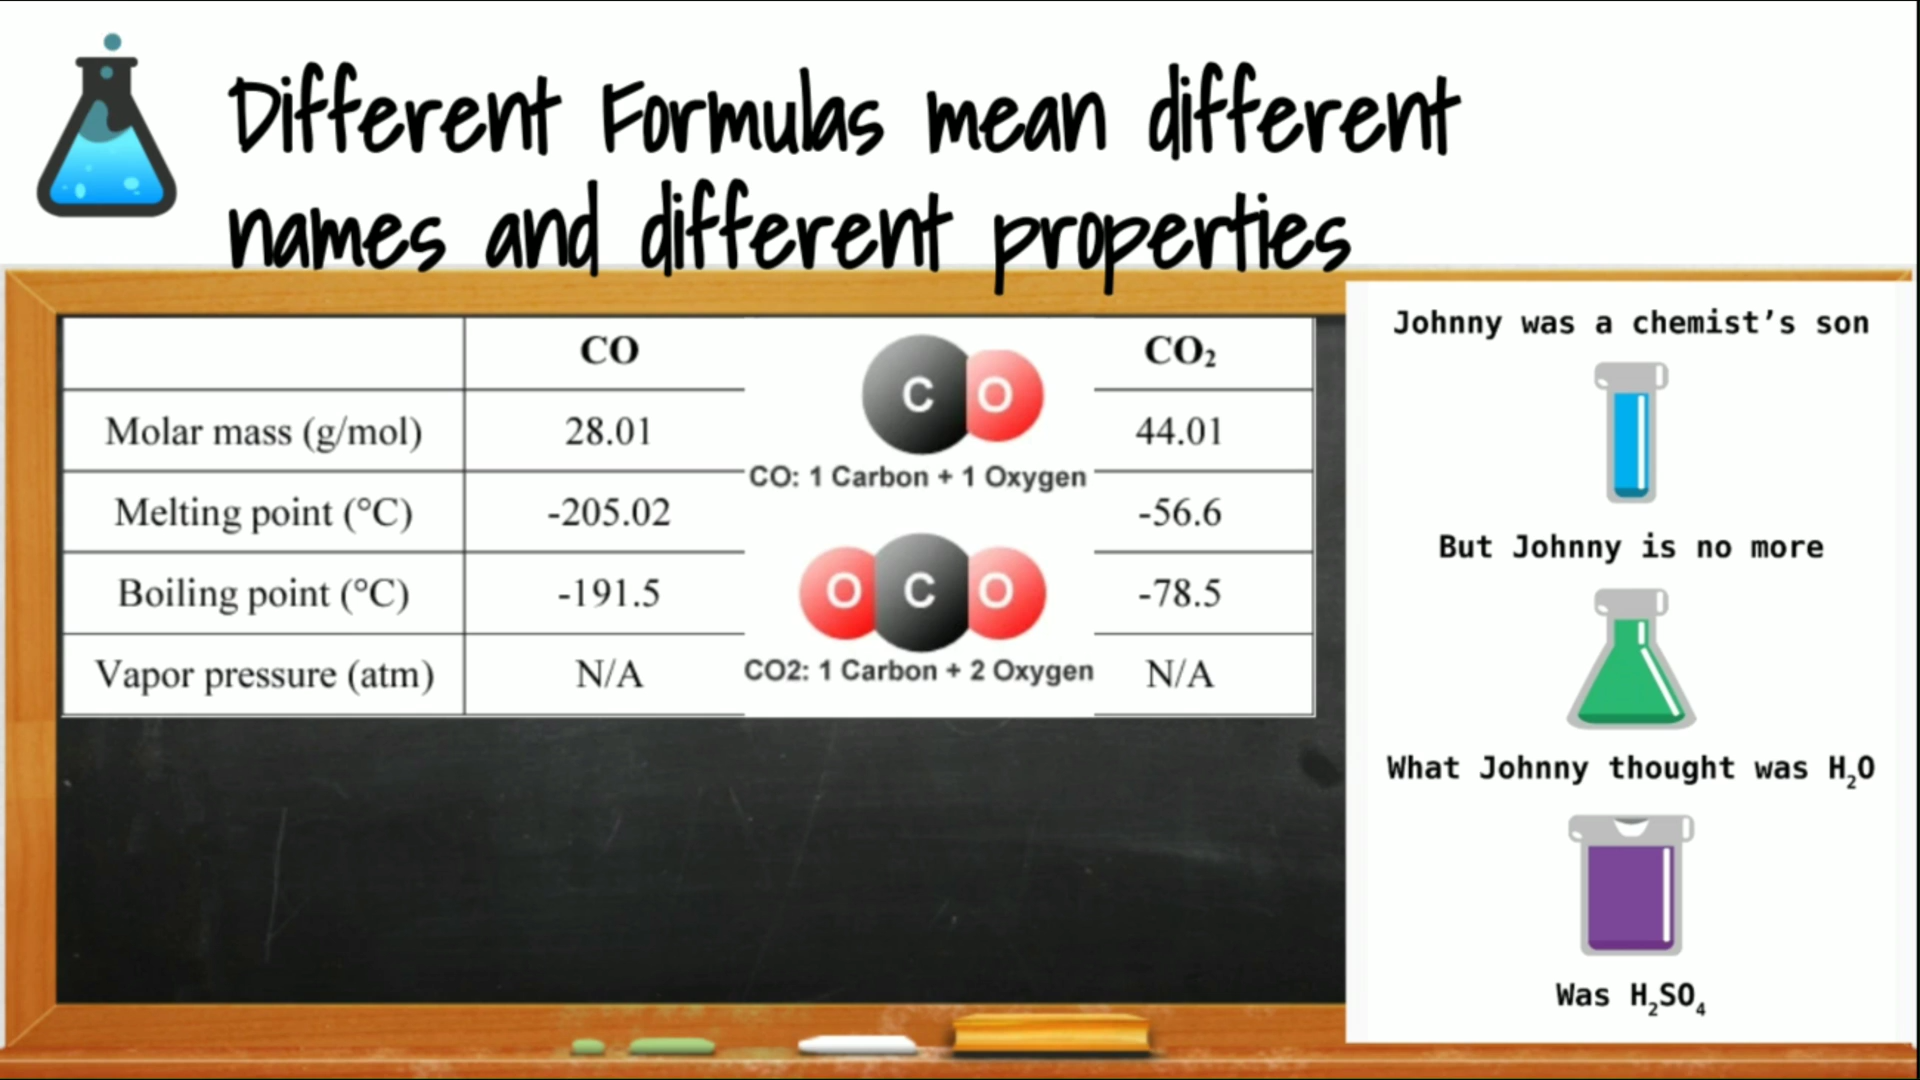 Different Formulas mean different
names and different properties
CO CO₂
Molar mass (g/mol) 28.01 44.01
Melting point (°C) -205.02 -56.6
Boiling point (°C) -191.5 -78.5
Vapor pressure (atm) N/A N/A
C O
CO: 1 Carbon + 1 Oxygen
O C O
CO2: 1 Carbon + 2 Oxygen
Johnny was a chemist’s son
But Johnny is no more
What Johnny thought was H₂O
Was H₂SO₄